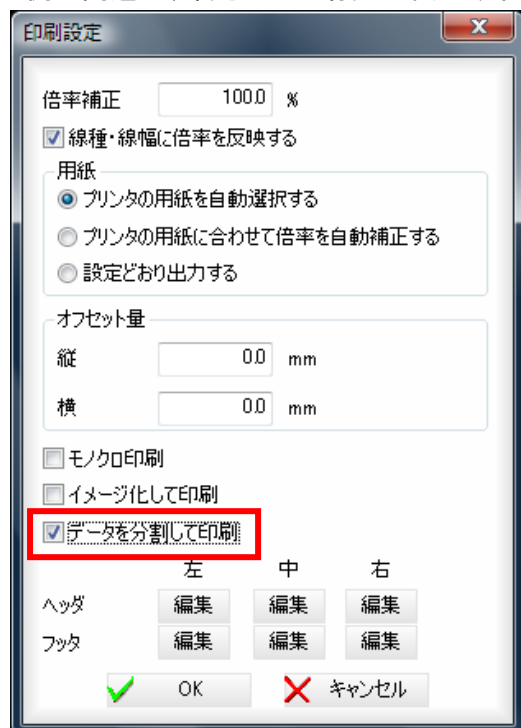 印刷設定
倍率補正 100.0 %
線種・線幅に倍率を反映する
用紙
プリンタの用紙を自動選択する
プリンタの用紙に合わせて倍率を自動補正する
設定どおり出力する
オフセット量
縦 0.0 mm
横 0.0 mm
モノクロ印刷
イメージ化して印刷
データを分割して印刷
左 中 右
ヘッダ 編集 編集 編集
フッタ 編集 編集 編集
OK キャンセル